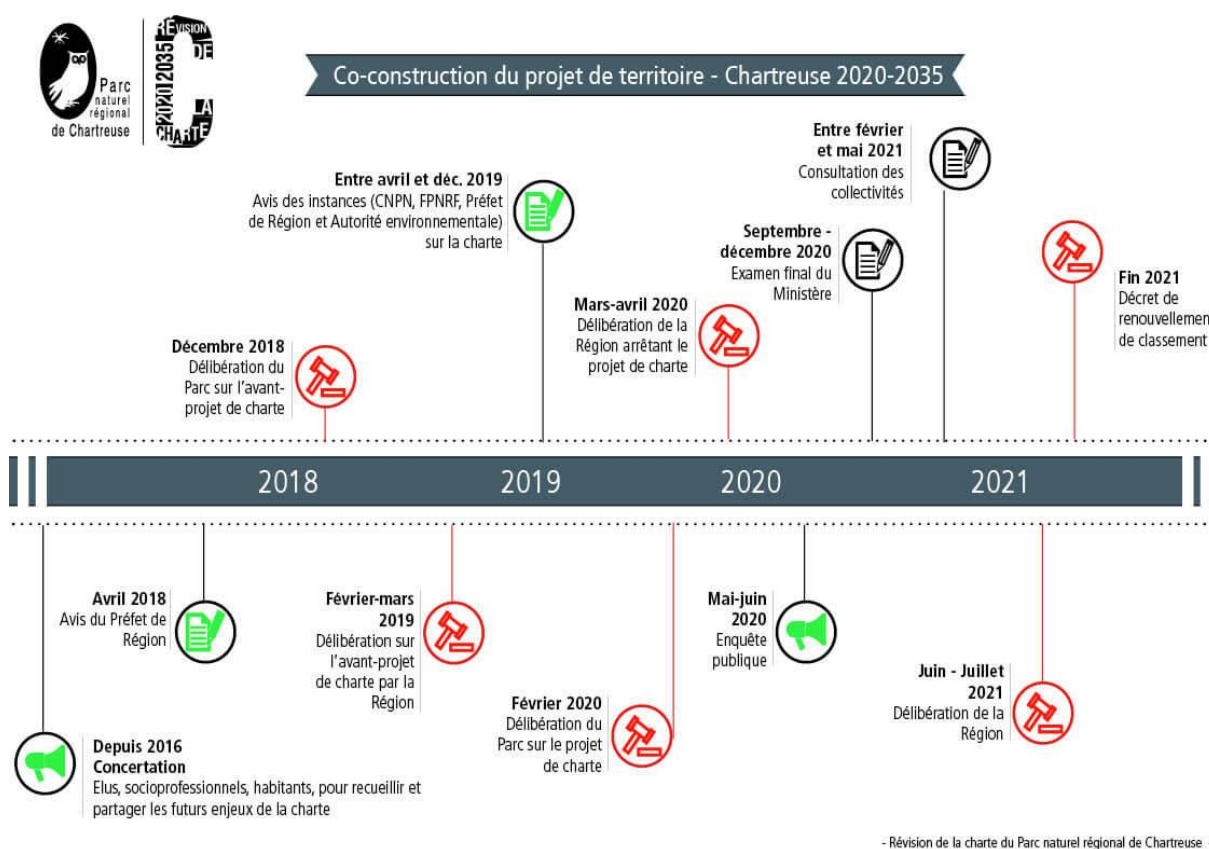 Parc
naturel
régional
de Chartreuse
RÉVISION
DE
LA
CHARTE
2020|2035
Co-construction du projet de territoire - Chartreuse 2020-2035
Entre avril et déc. 2019
Avis des instances (CNPN, FPNRF, Préfet
de Région et Autorité environnementale)
sur la charte
Entre février
et mai 2021
Consultation des
collectivités
Septembre -
décembre 2020
Examen final du
Ministère
Fin 2021
Décret de
renouvellemen
de classement
Mars-avril 2020
Délibération de la
Région arrêtant le
projet de charte
Décembre 2018
Délibération du
Parc sur l'avant-
projet de charte
2018
2019
2020
2021
Avril 2018
Avis du Préfet de
Région
Février-mars
2019
Délibération sur
l'avant-projet
de charte par la
Région
Mai-juin
2020
Enquête
publique
Juin - Juillet
2021
Délibération de la
Région
Février 2020
Délibération du
Parc sur le projet
de charte
Depuis 2016
Concertation
Elus, socioprofessionnels, habitants, pour recueillir et
partager les futurs enjeux de la charte
- Révision de la charte du Parc naturel régional de Chartreuse